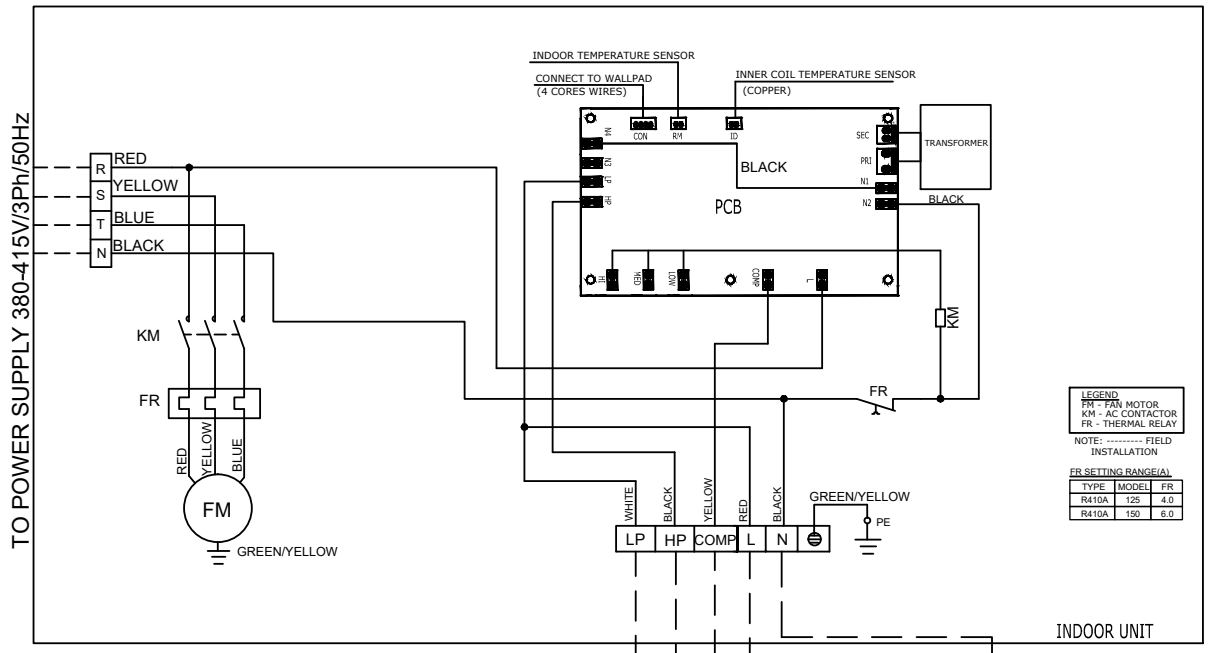 TO POWER SUPPLY 380-415V/3Ph/50Hz
INDOOR TEMPERATURE SENSOR
CONNECT TO WALLPAD
(4 CORES WIRES)
INNER COIL TEMPERATURE SENSOR
(COPPER)
CON
RM
ID
N4
N3
LP
HP
BLACK
PCB
SEC
PRI
N1
N2
TRANSFORMER
BLACK
HI
MED
LOW
COMP
L
R
RED
S
YELLOW
T
BLUE
N
BLACK
KM
FR
RED
YELLOW
BLUE
FM
GREEN/YELLOW
KM
FR
WHITE
BLACK
YELLOW
RED
BLACK
GREEN/YELLOW
PE
LP
HP
COMP
L
N
LEGEND
FM - FAN MOTOR
KM - AC CONTACTOR
FR - THERMAL RELAY
NOTE: --------- FIELD
INSTALLATION
FR SETTING RANGE(A)
TYPE MODEL FR
R410A 125 4.0
R410A 150 6.0
INDOOR UNIT